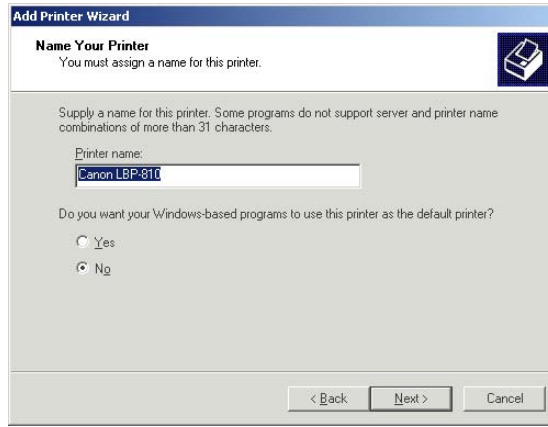 Add Printer Wizard
Name Your Printer
You must assign a name for this printer.
Supply a name for this printer. Some programs do not support server and printer name
combinations of more than 31 characters.
Printer name:
Canon LBP-810
Do you want your Windows-based programs to use this printer as the default printer?
Yes
No
< Back
Next >
Cancel